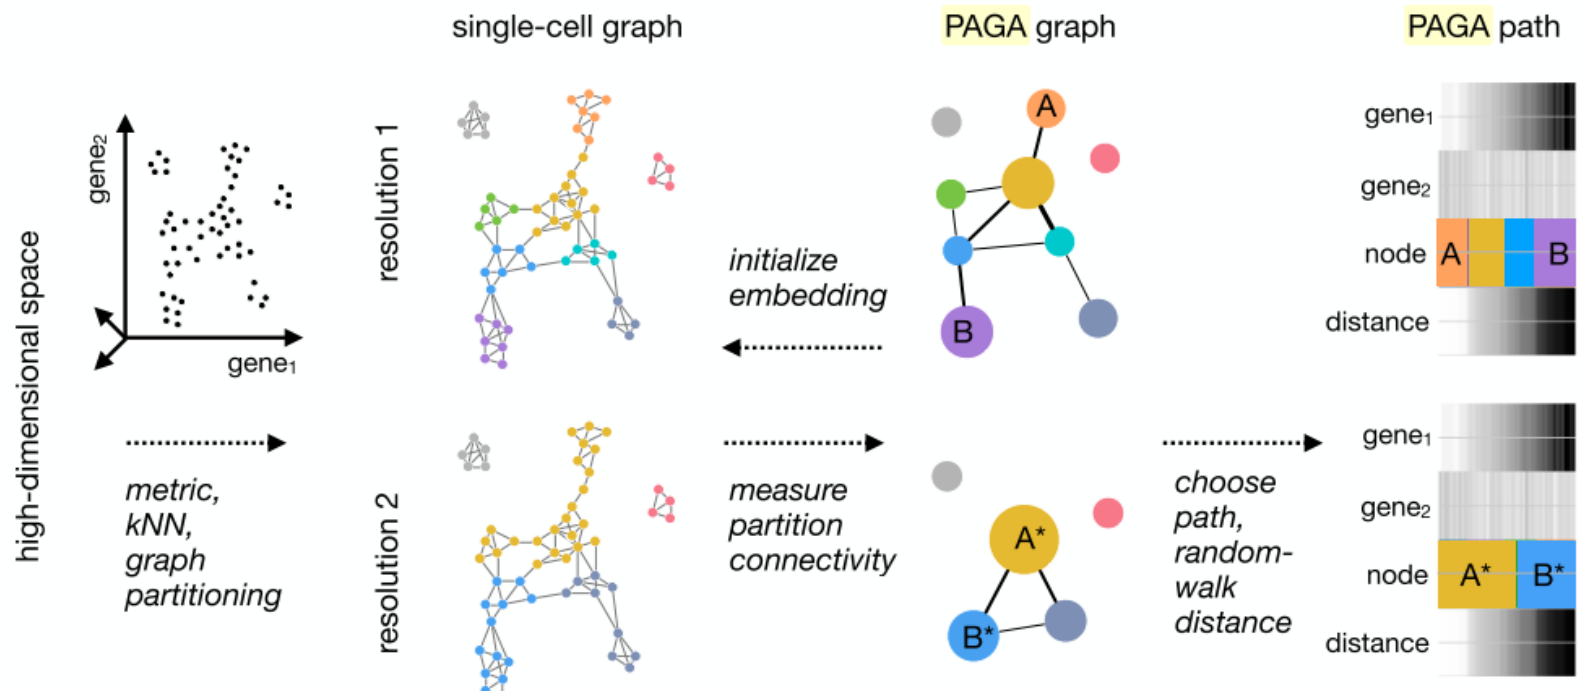 single-cell graph
PAGA graph
PAGA path
high-dimensional space
gene₂
gene₁
metric,
kNN,
graph
partitioning
resolution 1
resolution 2
initialize
embedding
measure
partition
connectivity
A
B
A*
B*
choose
path,
random-
walk
distance
gene₁
gene₂
node
A
B
distance
gene₁
gene₂
node
A*
B*
distance